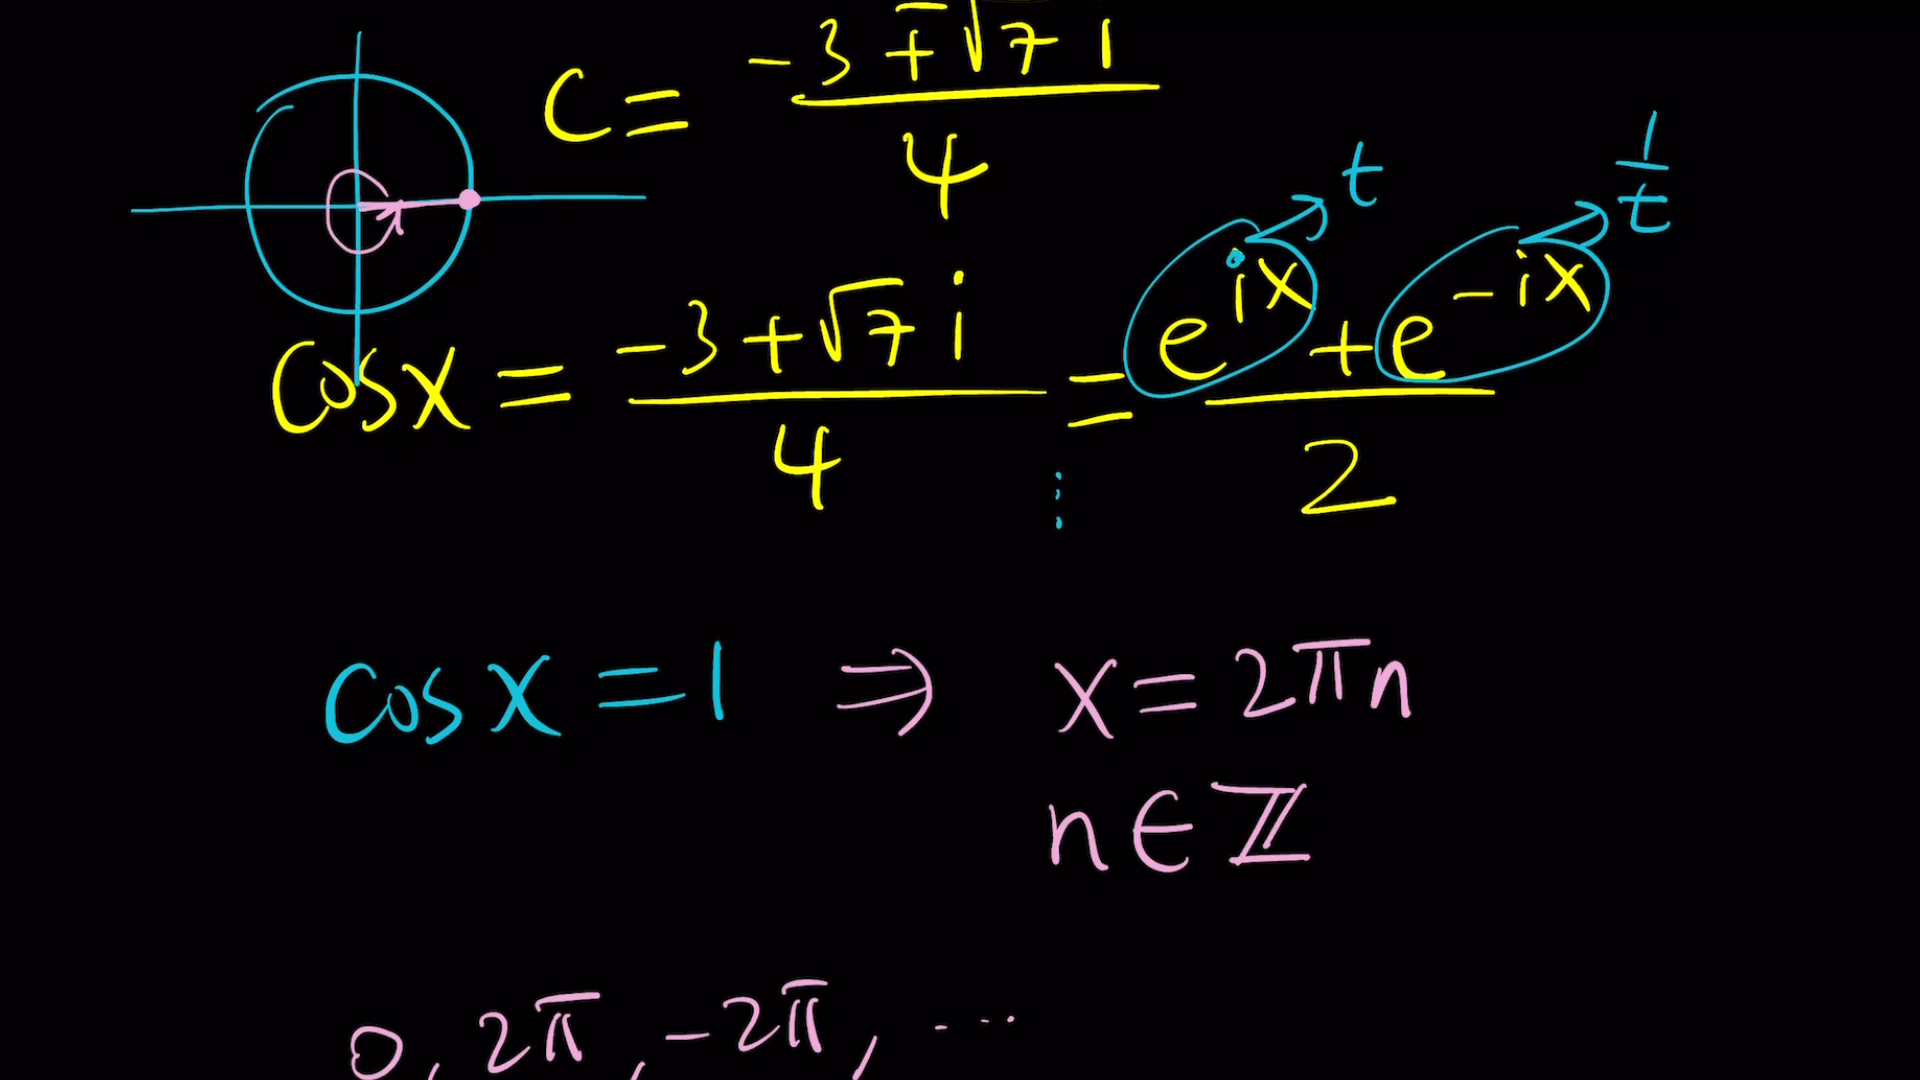 C = (-3 ∓ √7 i)/4
t 1/t
cos x = (-3 + √7 i)/4 = (e^{ix} + e^{-ix})/2
⋮
cos x = 1 ⇒ x = 2πn
n ∈ ℤ
0, 2π, -2π, ...